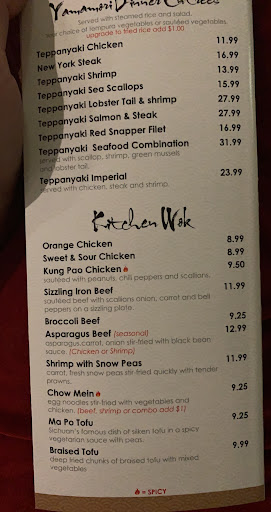 Yamamori Dinner Entrees
Served with steamed rice and salad.
Your choice of tempura vegetables or sautéed vegetables.
upgrade to fried rice add $1.00
Teppanyaki Chicken 11.99
New York Steak 16.99
Teppanyaki Shrimp 13.99
Teppanyaki Sea Scallops 15.99
Teppanyaki Lobster Tail & shrimp 27.99
Teppanyaki Salmon & Steak 27.99
Teppanyaki Red Snapper Filet 16.99
Teppanyaki Seafood Combination 31.99
served with scallop, shrimp, green mussels
and lobster tail.
Teppanyaki Imperial 23.99
served with chicken, steak and shrimp.
Kitchen Wok
Orange Chicken 8.99
Sweet & Sour Chicken 8.99
Kung Pao Chicken 9.50
sautéed with peanuts, chili peppers and scallions.
Sizzling Iron Beef 11.99
sautéed beef with scallions onion, carrot and bell
peppers on a sizzling plate.
Broccoli Beef 9.25
Asparagus Beef (seasonal) 12.99
asparagus, carrot, onion stir-fried with black bean
sauce. (Chicken or Shrimp)
Shrimp with Snow Peas 11.99
carrot, fresh snow peas stir fried quickly with tender
prawns.
Chow Mein 9.25
egg noodles stir-fried with vegetables and
chicken. (beef, shrimp or combo add $1)
Ma Po Tofu 9.25
Sichuan's famous dish of silken tofu in a spicy
vegetarian sauce with peas.
Braised Tofu 9.99
deep fried chunks of braised tofu with mixed
vegetables
= SPICY